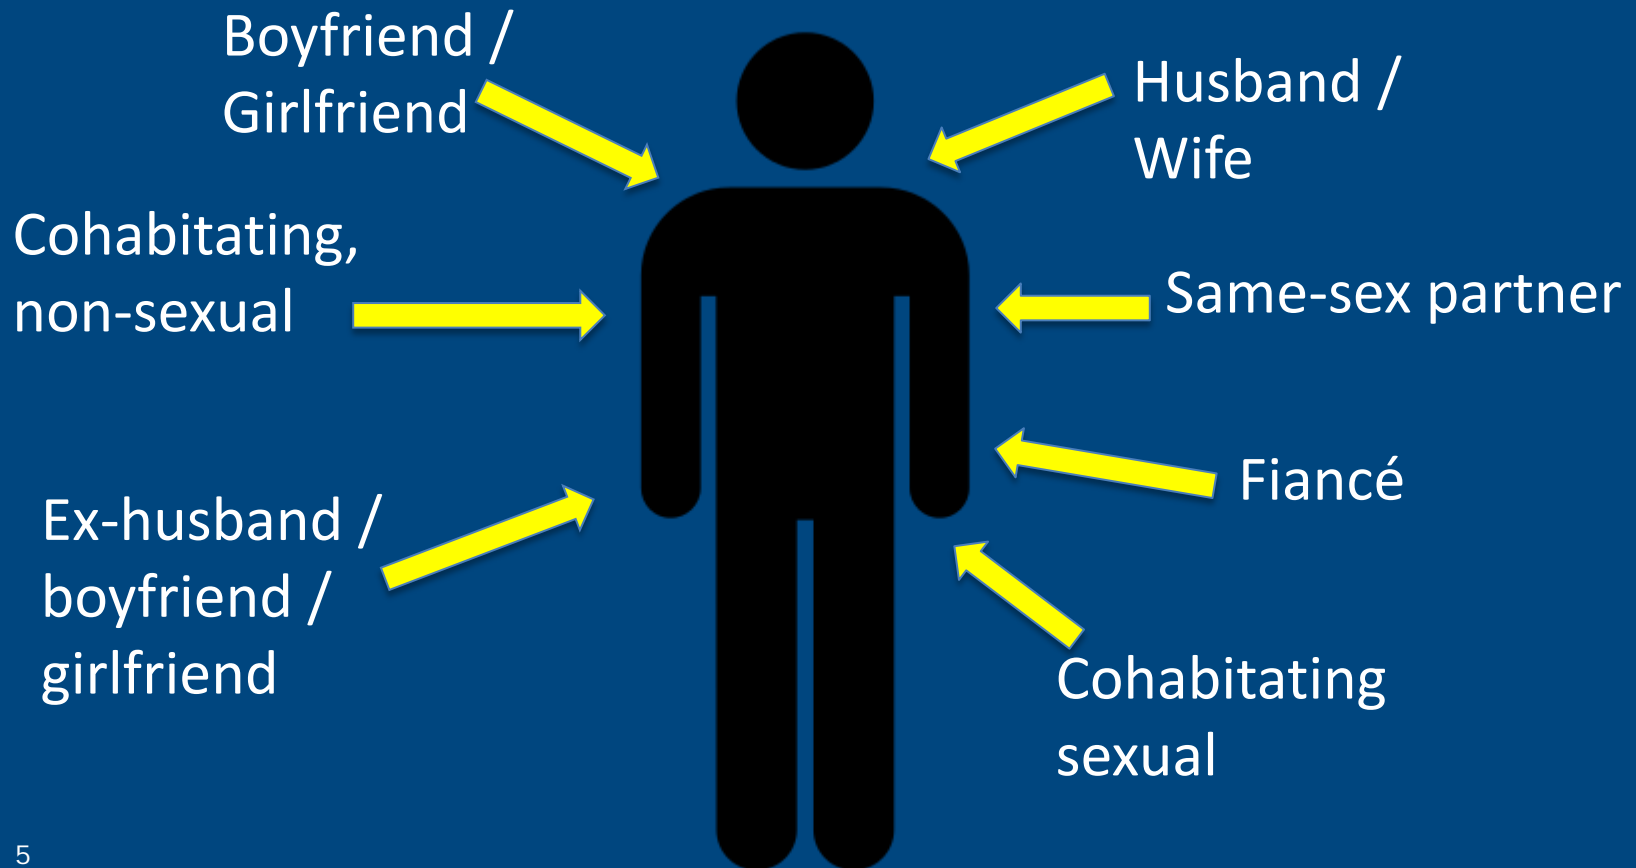 Boyfriend /
Girlfriend
Husband /
Wife
Cohabitating,
non-sexual
Same-sex partner
Ex-husband /
boyfriend /
girlfriend
Fiancé
Cohabitating
sexual
5